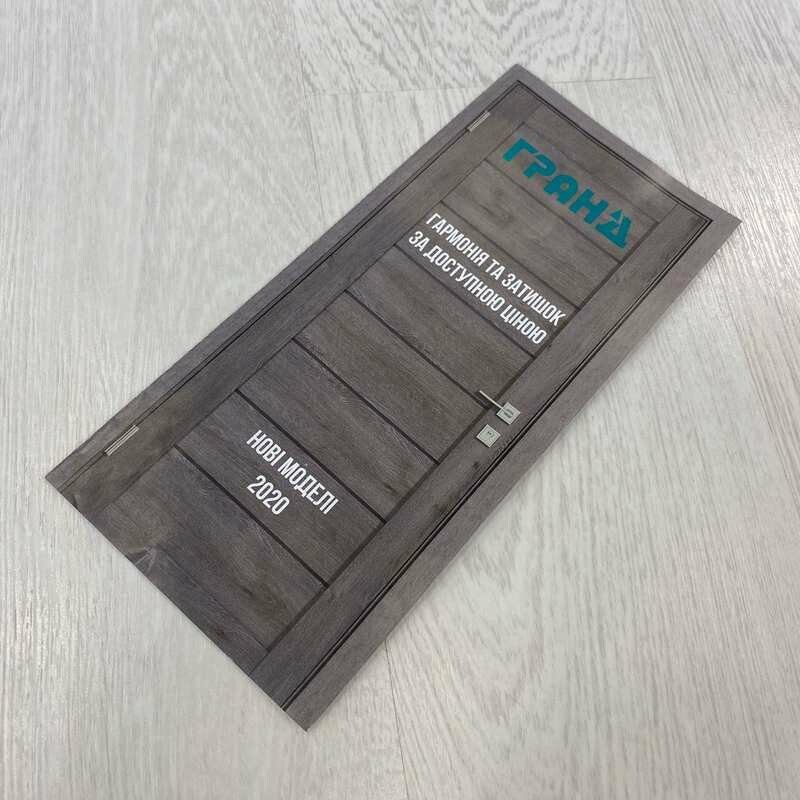 ГРАНД
ГАРМОНІЯ ТА ЗАТИШОК
ЗА ДОСТУПНОЮ ЦІНОЮ
НОВІ МОДЕЛІ
2020